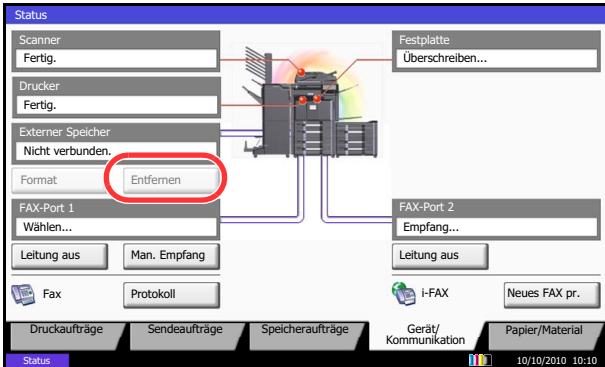 Status
Scanner
Fertig.
Festplatte
Überschreiben...
Drucker
Fertig.
Externer Speicher
Nicht verbunden.
Format
Entfernen
FAX-Port 1
Wählen...
FAX-Port 2
Empfang...
Leitung aus
Man. Empfang
Leitung aus
Fax
Protokoll
i-FAX
Neues FAX pr.
Druckaufträge
Sendeaufträge
Speicheraufträge
Gerät/
Kommunikation
Papier/Material
Status
10/10/2010 10:10